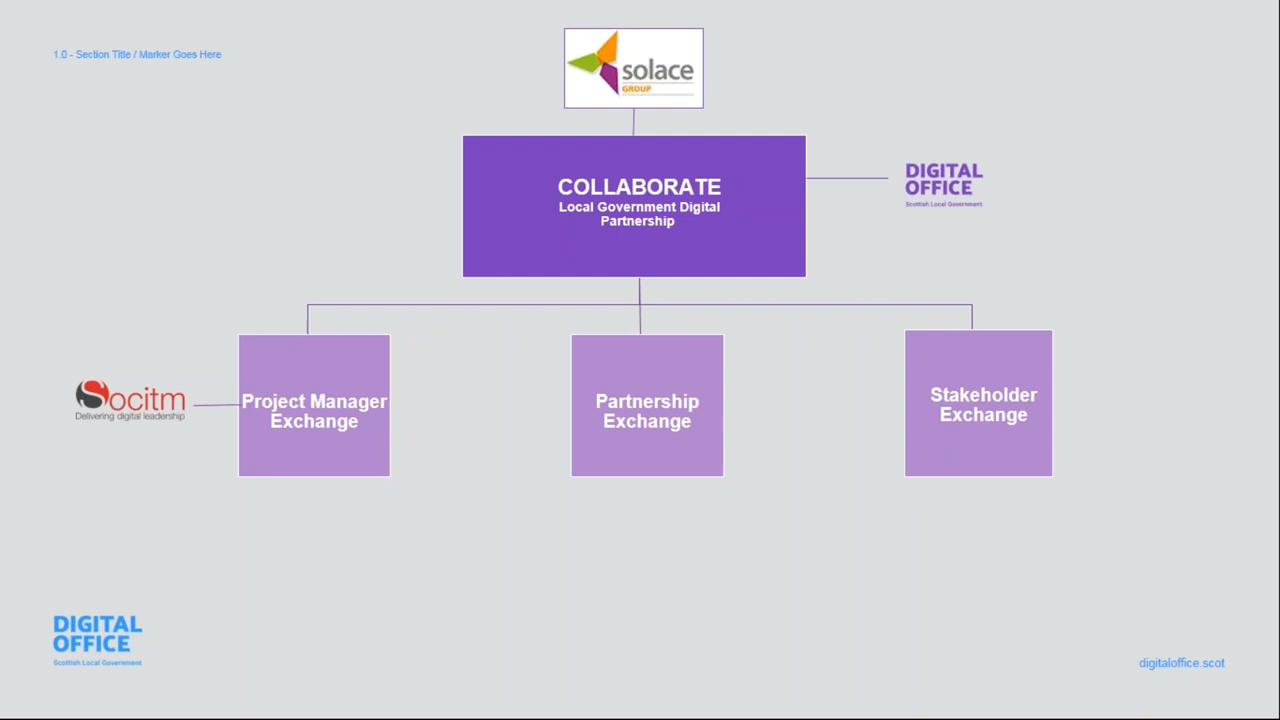 1.0 - Section Title / Marker Goes Here
solace
GROUP
COLLABORATE
Local Government Digital
Partnership
DIGITAL
OFFICE
Scottish Local Government
Socitm
Delivering digital leadership
Project Manager
Exchange
Partnership
Exchange
Stakeholder
Exchange
DIGITAL
OFFICE
Scottish Local Government
digitaloffice.scot